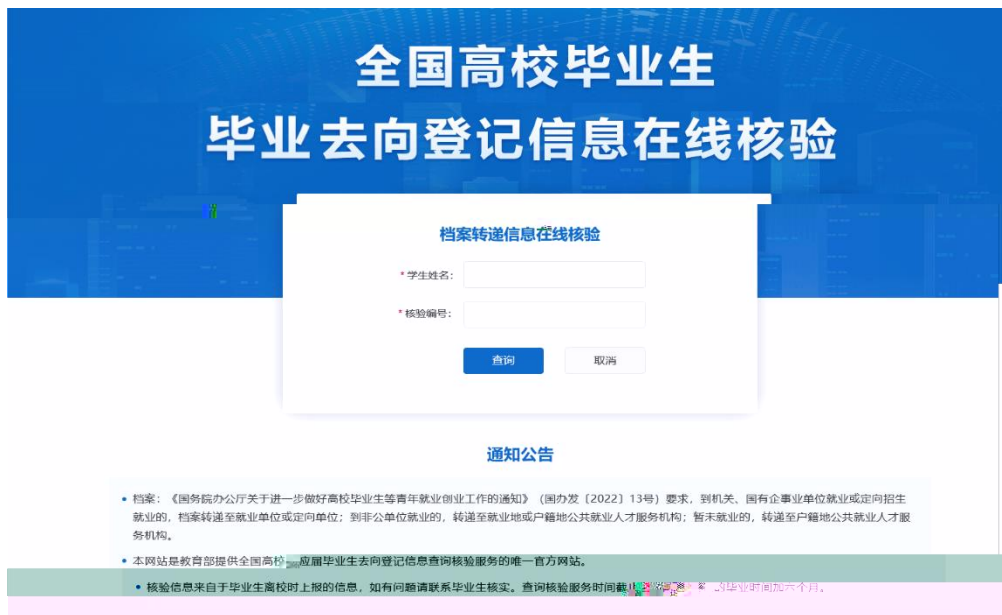 全国高校毕业生
毕业去向登记信息在线核验
档案转递信息在线核验
*学生姓名：
*核验编号：
查询 取消
通知公告
• 档案：《国务院办公厅关于进一步做好高校毕业生等青年就业创业工作的通知》（国办发〔2022〕13号）要求，到机关、国有企事业单位就业或定向招生
就业的，档案转递至就业单位或定向单位；到非公单位就业的，转递至就业地或户籍地公共就业人才服务机构；暂未就业的，转递至户籍地公共就业人才服
务机构。
• 本网站是教育部提供全国高校 应届毕业生去向登记信息查询核验服务的唯一官方网站。
• 核验信息来自于毕业生离校时上报的信息，如有问题请联系毕业生核实。查询核验服务时间截止 的毕业时间加六个月。